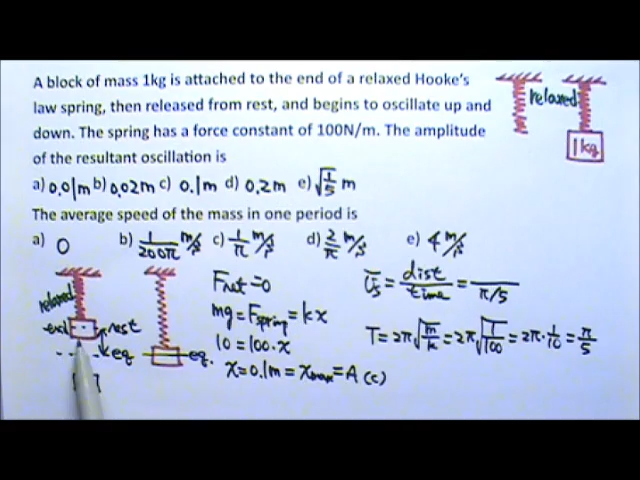 A block of mass 1kg is attached to the end of a relaxed Hooke's
law spring, then released from rest, and begins to oscillate up and
down. The spring has a force constant of 100N/m. The amplitude
of the resultant oscillation is
a) 0.01m b) 0.02m c) 0.1m d) 0.2m e) √(1/5) m
The average speed of the mass in one period is
a) 0 b) 1/200π m/s c) 1/π m/s d) 2/π m/s e) 4 m/s
relaxed
1kg
relaxed
rest
eq
eq.
Fnet = 0
mg = Fspring = kx
10 = 100·x
x = 0.1m = xmax = A (c)
v̄s = dist/time = /π/5
T = 2π√(m/k) = 2π√(1/100) = 2π·1/10 = π/5